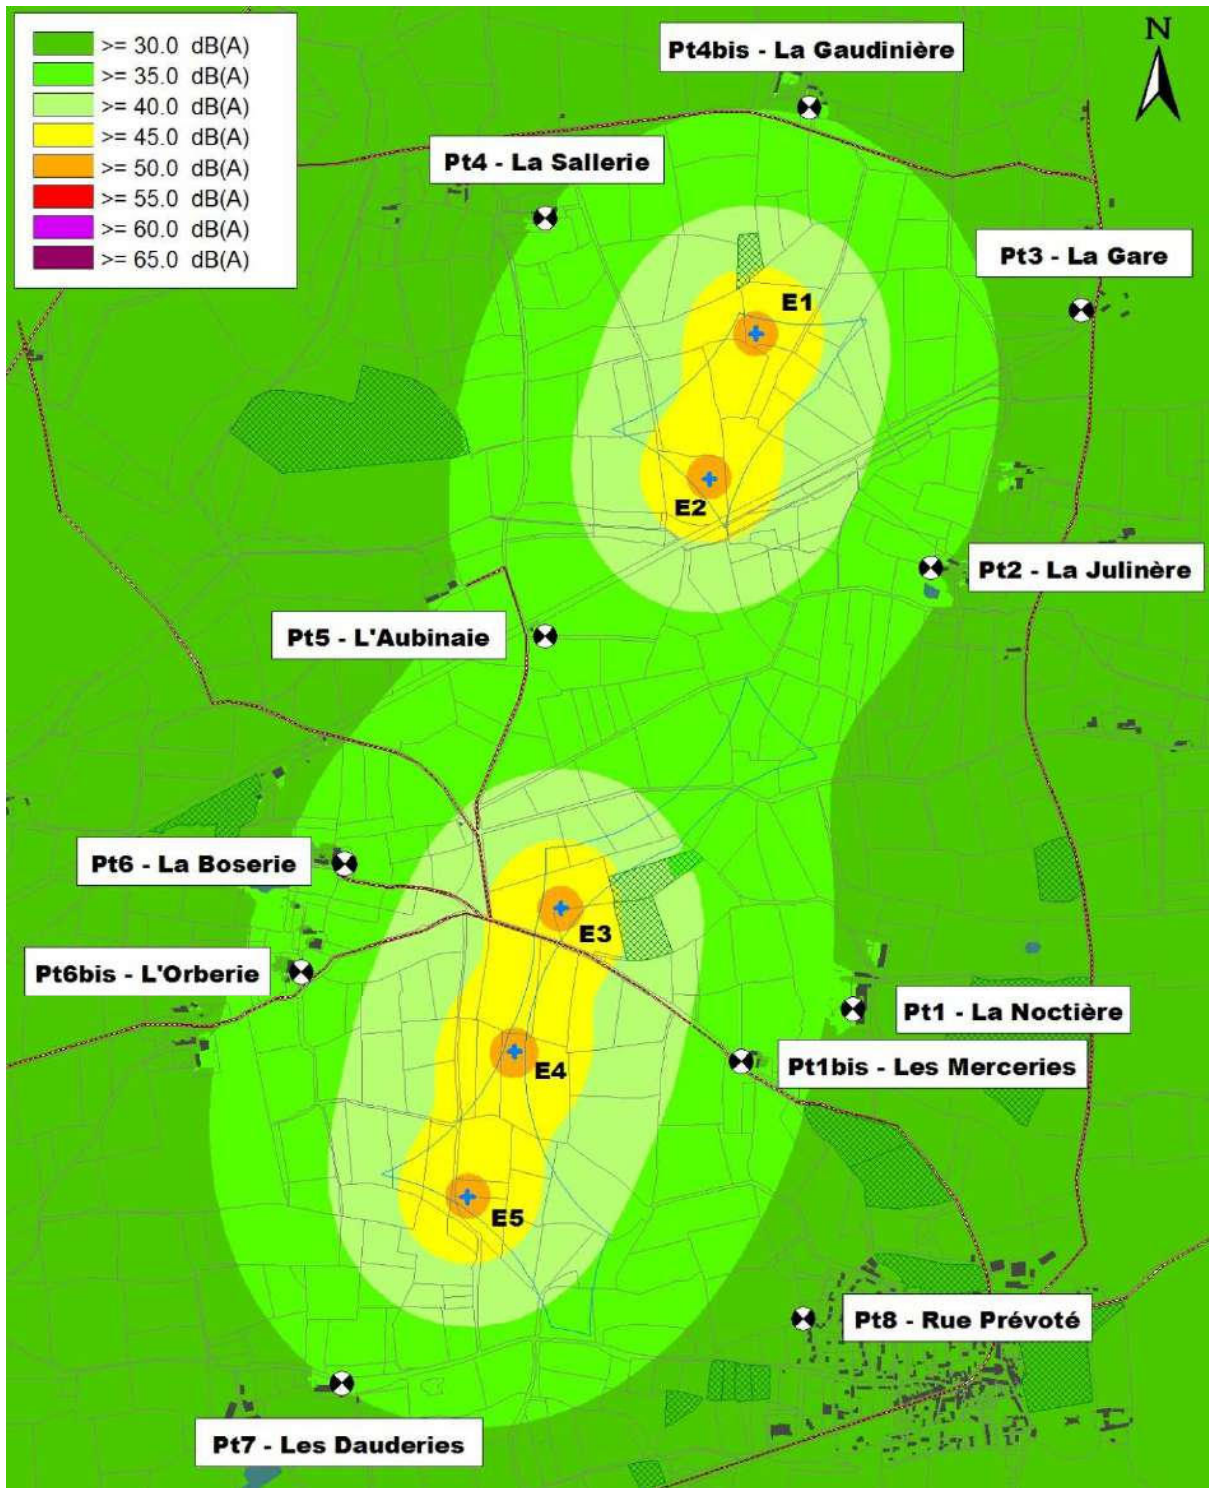 >= 30.0 dB(A)
>= 35.0 dB(A)
>= 40.0 dB(A)
>= 45.0 dB(A)
>= 50.0 dB(A)
>= 55.0 dB(A)
>= 60.0 dB(A)
>= 65.0 dB(A)
N
Pt4bis - La Gaudinière
Pt4 - La Sallerie
Pt3 - La Gare
E1
E2
Pt2 - La Julinère
Pt5 - L'Aubinaie
Pt6 - La Boserie
E3
Pt6bis - L'Orberie
Pt1 - La Noctière
E4
Pt1bis - Les Merceries
E5
Pt8 - Rue Prévoté
Pt7 - Les Dauderies